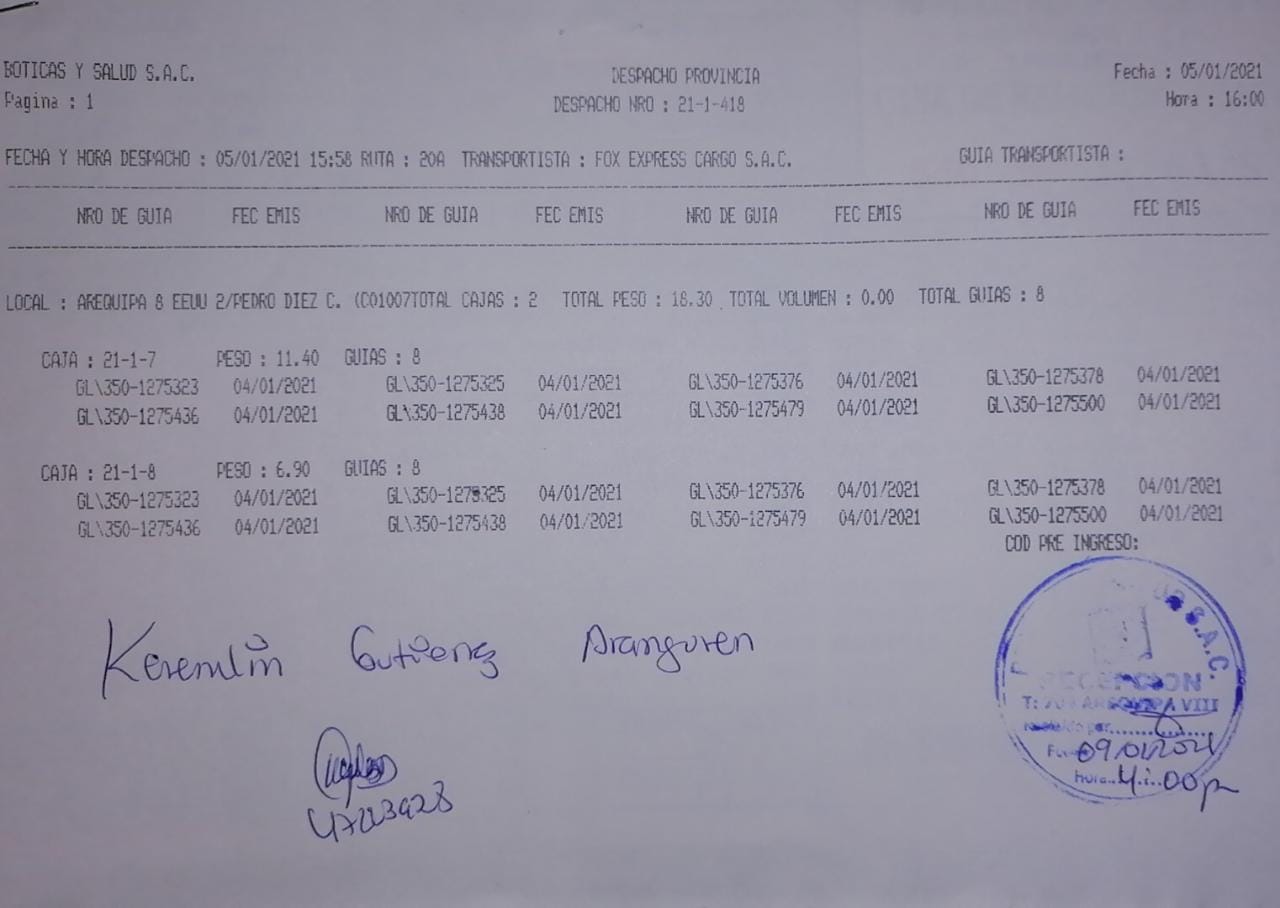 BOTICAS Y SALUD S.A.C. DESPACHO PROVINCIA Fecha : 05/01/2021
Pagina : 1 DESPACHO NRO : 21-1-418 Hora : 16:00
FECHA Y HORA DESPACHO : 05/01/2021 15:58 RUTA : 20A TRANSPORTISTA : FOX EXPRESS CARGO S.A.C. GUIA TRANSPORTISTA :
NRO DE GUIA FEC EMIS NRO DE GUIA FEC EMIS NRO DE GUIA FEC EMIS NRO DE GUIA FEC EMIS
LOCAL : AREQUIPA 8 EEUU 2/PEDRO DIEZ C. (C01007TOTAL CAJAS : 2 TOTAL PESO : 18.30 TOTAL VOLUMEN : 0.00 TOTAL GUIAS : 8
CAJA : 21-1-7 PESO : 11.40 GUIAS : 8
GL\350-1275323 04/01/2021 GL\350-1275325 04/01/2021 GL\350-1275376 04/01/2021 GL\350-1275378 04/01/2021
GL\350-1275436 04/01/2021 GL\350-1275438 04/01/2021 GL\350-1275479 04/01/2021 GL\350-1275500 04/01/2021
CAJA : 21-1-8 PESO : 6.90 GUIAS : 8
GL\350-1275323 04/01/2021 GL\350-1275325 04/01/2021 GL\350-1275376 04/01/2021 GL\350-1275378 04/01/2021
GL\350-1275436 04/01/2021 GL\350-1275438 04/01/2021 GL\350-1275479 04/01/2021 GL\350-1275500 04/01/2021
COD PRE INGRESO:
Keremlin Gutierrez Aranguren
S.A.C.
RECEPCION
AREQUIPA VIII
09/01/2021
Hora..4:00p